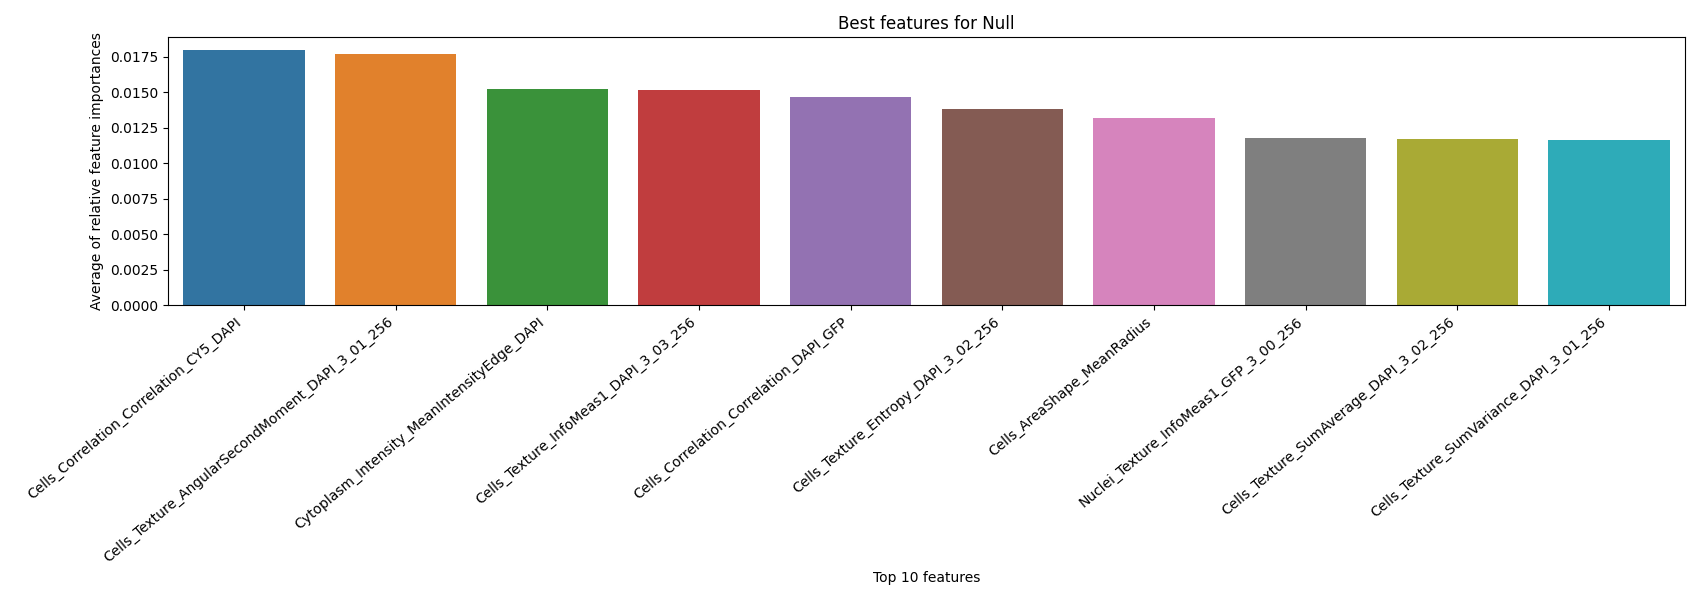 Best features for Null
Average of relative feature importances
0.0175
0.0150
0.0125
0.0100
0.0075
0.0050
0.0025
0.0000
Cells_Correlation_Correlation_CY5_DAPI
Cells_Texture_AngularSecondMoment_DAPI_3_01_256
Cytoplasm_Intensity_MeanIntensityEdge_DAPI
Cells_Texture_InfoMeas1_DAPI_3_03_256
Cells_Correlation_Correlation_DAPI_GFP
Cells_Texture_Entropy_DAPI_3_02_256
Cells_AreaShape_MeanRadius
Nuclei_Texture_InfoMeas1_GFP_3_00_256
Cells_Texture_SumAverage_DAPI_3_02_256
Cells_Texture_SumVariance_DAPI_3_01_256
Top 10 features